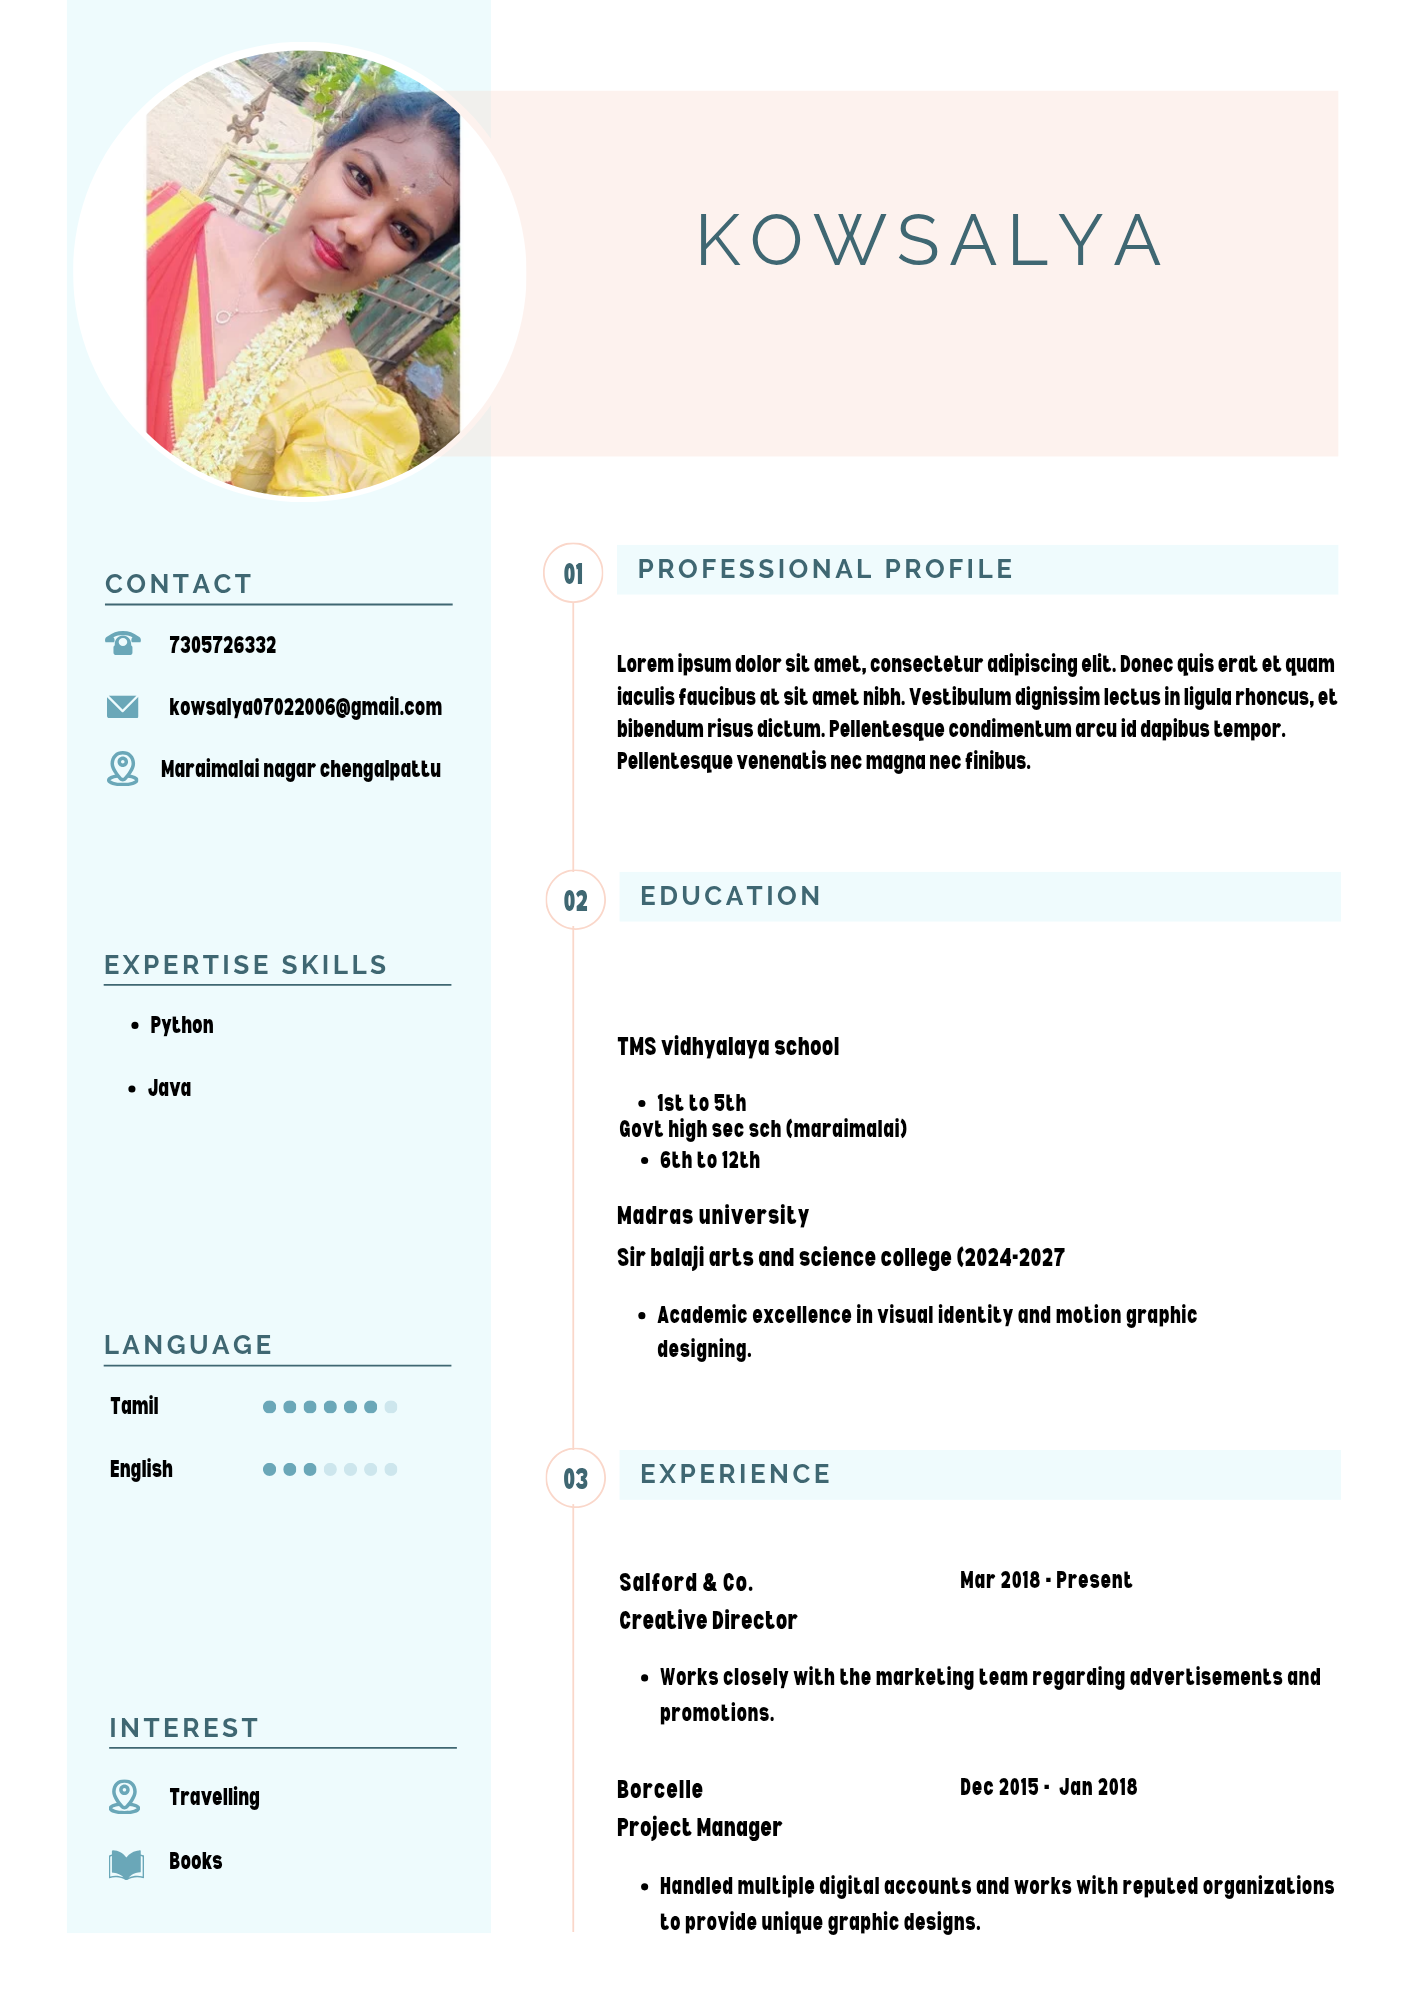 KOWSALYA
CONTACT
7305726332
kowsalya07022006@gmail.com
Maraimalai nagar chengalpattu
EXPERTISE SKILLS
• Python
• Java
LANGUAGE
Tamil
English
INTEREST
Travelling
Books
01
PROFESSIONAL PROFILE
Lorem ipsum dolor sit amet, consectetur adipiscing elit. Donec quis erat et quam
iaculis faucibus at sit amet nibh. Vestibulum dignissim lectus in ligula rhoncus, et
bibendum risus dictum. Pellentesque condimentum arcu id dapibus tempor.
Pellentesque venenatis nec magna nec finibus.
02
EDUCATION
TMS vidhyalaya school
• 1st to 5th
Govt high sec sch (maraimalai)
• 6th to 12th
Madras university
Sir balaji arts and science college (2024-2027
• Academic excellence in visual identity and motion graphic
designing.
03
EXPERIENCE
Salford & Co.
Mar 2018 - Present
Creative Director
• Works closely with the marketing team regarding advertisements and
promotions.
Borcelle
Dec 2015 - Jan 2018
Project Manager
• Handled multiple digital accounts and works with reputed organizations
to provide unique graphic designs.